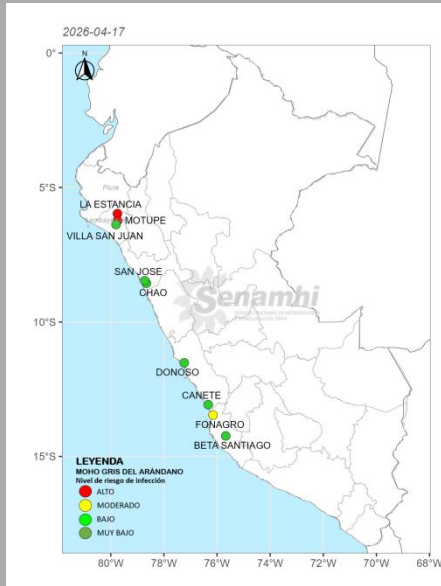 2026-04-17
N
0°
5°S
10°S
15°S
Piura
LA ESTANCIA
MOTUPE
VILLA SAN JUAN
SAN JOSE
CHAO
Senamhi
DONOSO
CANETE
FONAGRO
BETA SANTIAGO
LEYENDA
MOHO GRIS DEL ARÁNDANO
Nivel de riesgo de infección
ALTO
MODERADO
BAJO
MUY BAJO
80°W 78°W 76°W 74°W 72°W 70°W 68°W